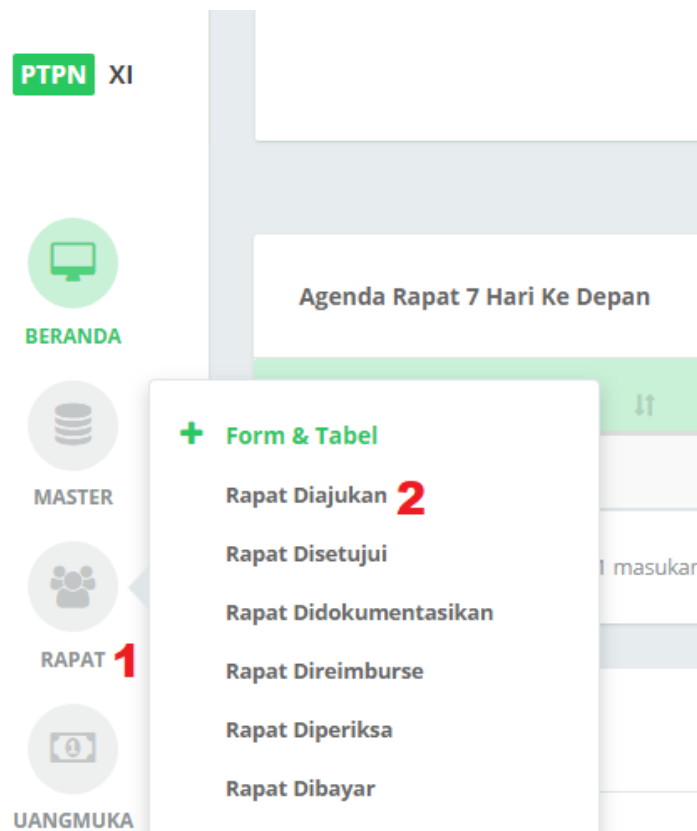 PTPN XI
BERANDA
MASTER
RAPAT 1
UANGMUKA
Agenda Rapat 7 Hari Ke Depan
+ Form & Tabel
Rapat Diajukan 2
Rapat Disetujui
Rapat Didokumentasikan
Rapat Direimburse
Rapat Diperiksa
Rapat Dibayar